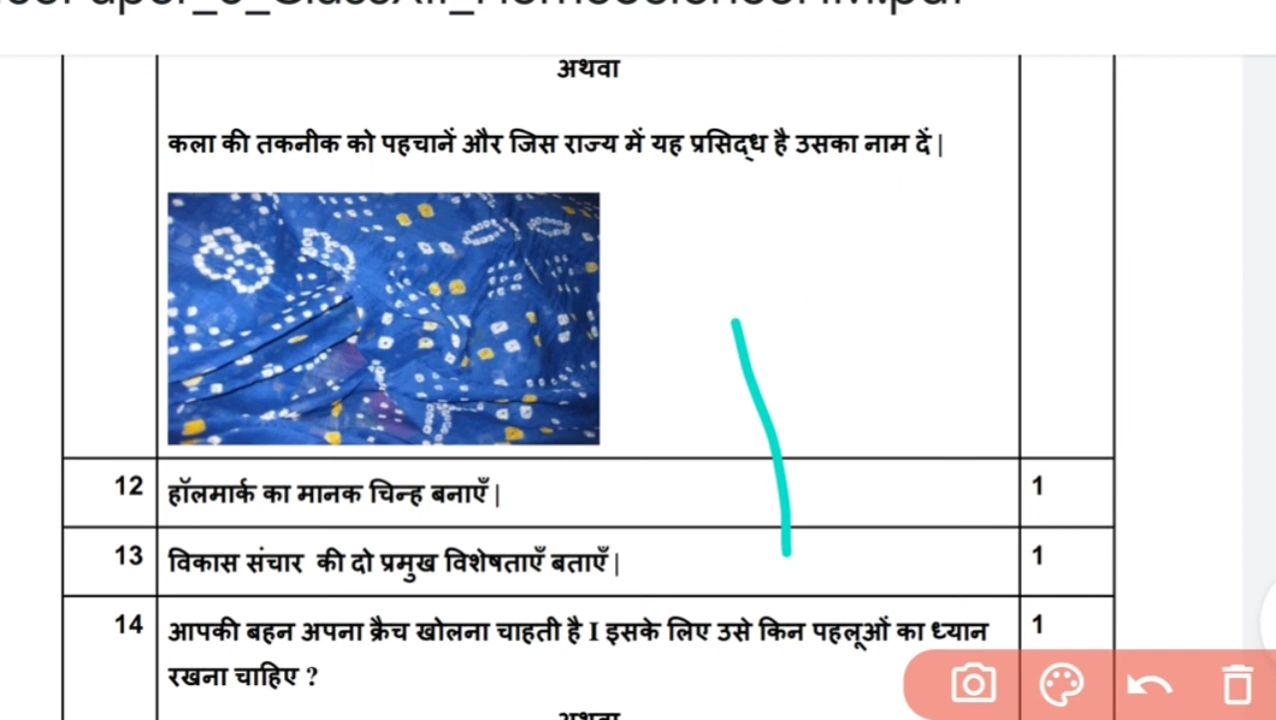 अथवा
कला की तकनीक को पहचानें और जिस राज्य में यह प्रसिद्ध है उसका नाम दें |
12 हॉलमार्क का मानक चिन्ह बनाएँ | 1
13 विकास संचार की दो प्रमुख विशेषताएँ बताएँ | 1
14 आपकी बहन अपना क्रैच खोलना चाहती है I इसके लिए उसे किन पहलूओं का ध्यान 1
रखना चाहिए ?